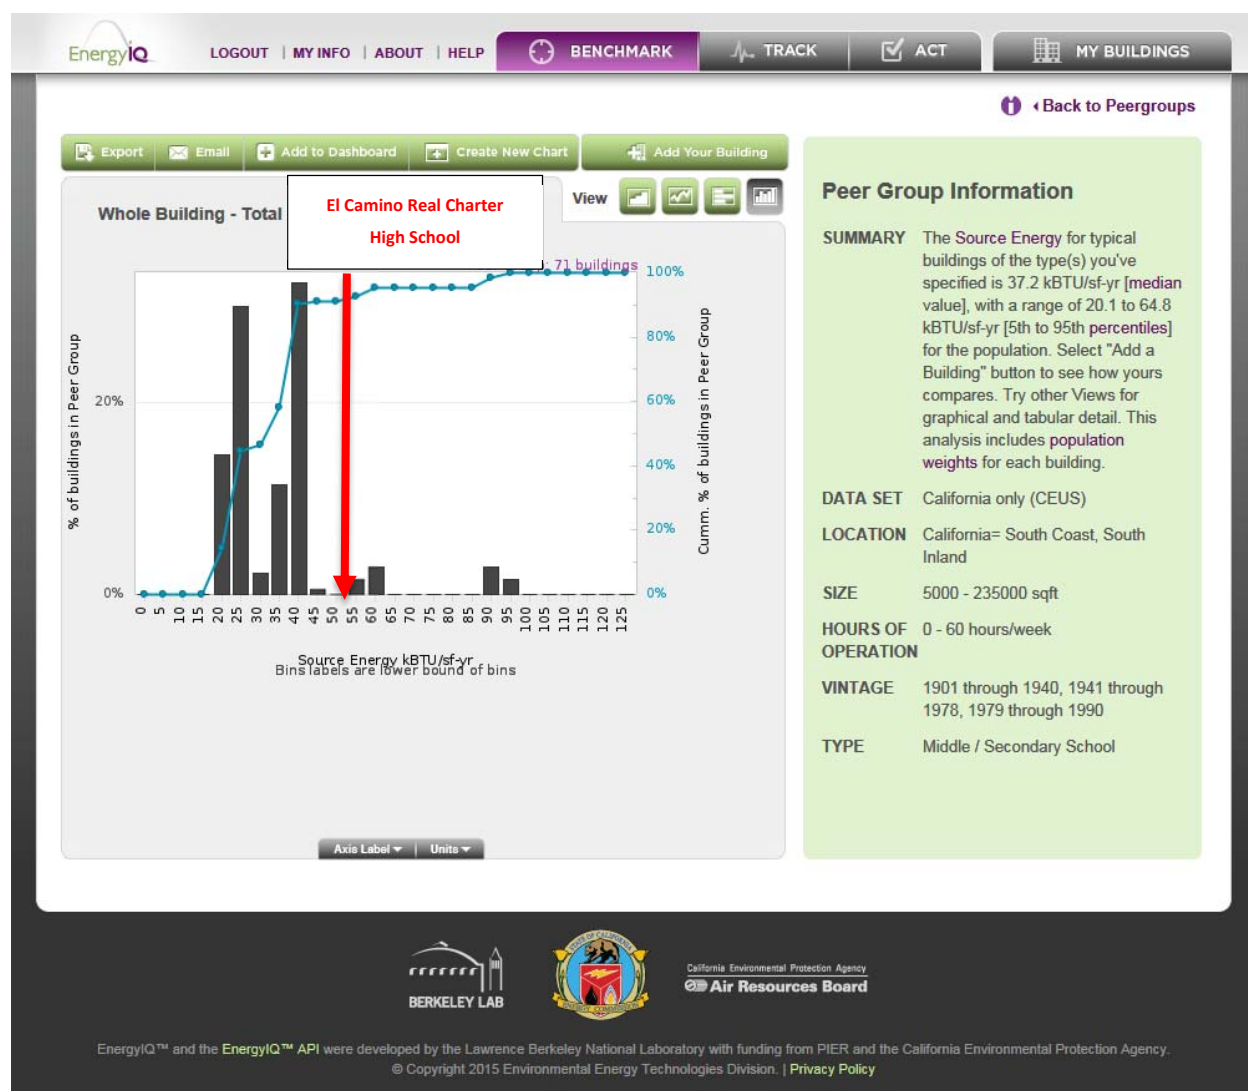 EnergyIQ
LOGOUT | MY INFO | ABOUT | HELP
BENCHMARK
TRACK
ACT
MY BUILDINGS
Back to Peergroups
Export
Email
Add to Dashboard
Create New Chart
Add Your Building
Whole Building - Total
El Camino Real Charter
High School
View
71 buildings
% of buildings in Peer Group
20%
0%
100%
80%
60%
40%
20%
0%
Cumm. % of buildings in Peer Group
0 5 10 15 20 25 30 35 40 45 50 55 60 65 70 75 80 85 90 95 100 105 110 115 120 125
Source Energy kBTU/sf-yr
Bins labels are lower bound of bins
Axis Label
Units
Peer Group Information
SUMMARY The Source Energy for typical
buildings of the type(s) you've
specified is 37.2 kBTU/sf-yr [median
value], with a range of 20.1 to 64.8
kBTU/sf-yr [5th to 95th percentiles]
for the population. Select "Add a
Building" button to see how yours
compares. Try other Views for
graphical and tabular detail. This
analysis includes population
weights for each building.
DATA SET California only (CEUS)
LOCATION California= South Coast, South
Inland
SIZE 5000 - 235000 sqft
HOURS OF 0 - 60 hours/week
OPERATION
VINTAGE 1901 through 1940, 1941 through
1978, 1979 through 1990
TYPE Middle / Secondary School
BERKELEY LAB
STATE OF CALIFORNIA
ENERGY COMMISSION
California Environmental Protection Agency
Air Resources Board
EnergyIQ™ and the EnergyIQ™ API were developed by the Lawrence Berkeley National Laboratory with funding from PIER and the California Environmental Protection Agency.
© Copyright 2015 Environmental Energy Technologies Division. | Privacy Policy